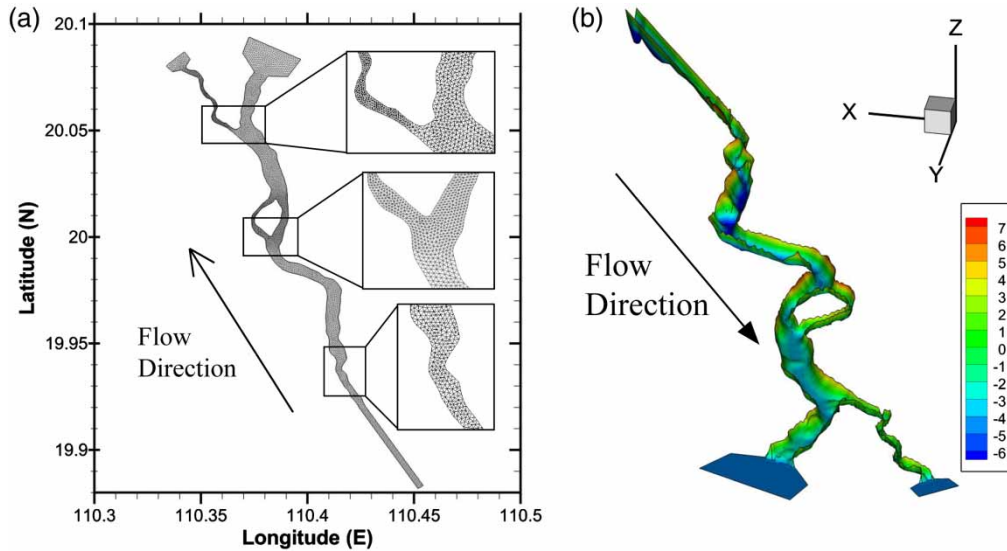 (a)
20.1
20.05
20
19.95
19.9
Latitude (N)
110.3
110.35
110.4
110.45
110.5
Longitude (E)
Flow
Direction
(b)
Z
X
Y
Flow
Direction
7
6
5
4
3
2
1
0
-1
-2
-3
-4
-5
-6